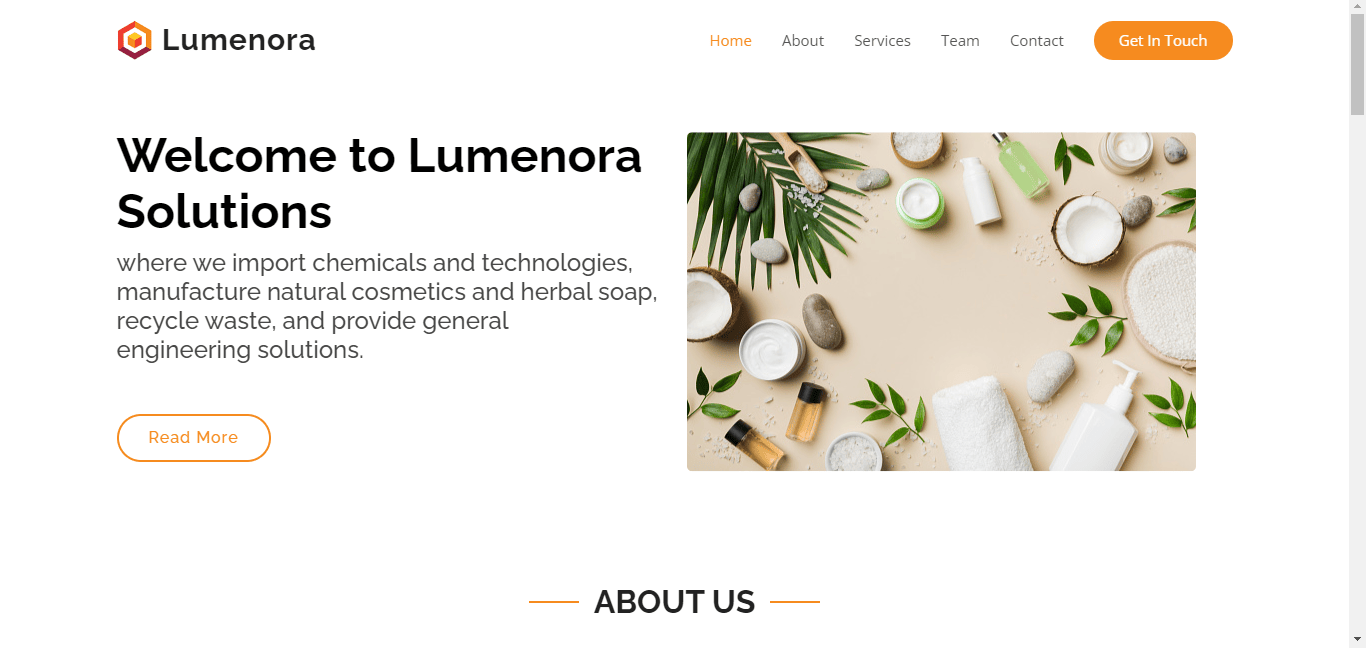 Lumenora
Home
About
Services
Team
Contact
Get In Touch
Welcome to Lumenora
Solutions
where we import chemicals and technologies,
manufacture natural cosmetics and herbal soap,
recycle waste, and provide general
engineering solutions.
Read More
ABOUT US